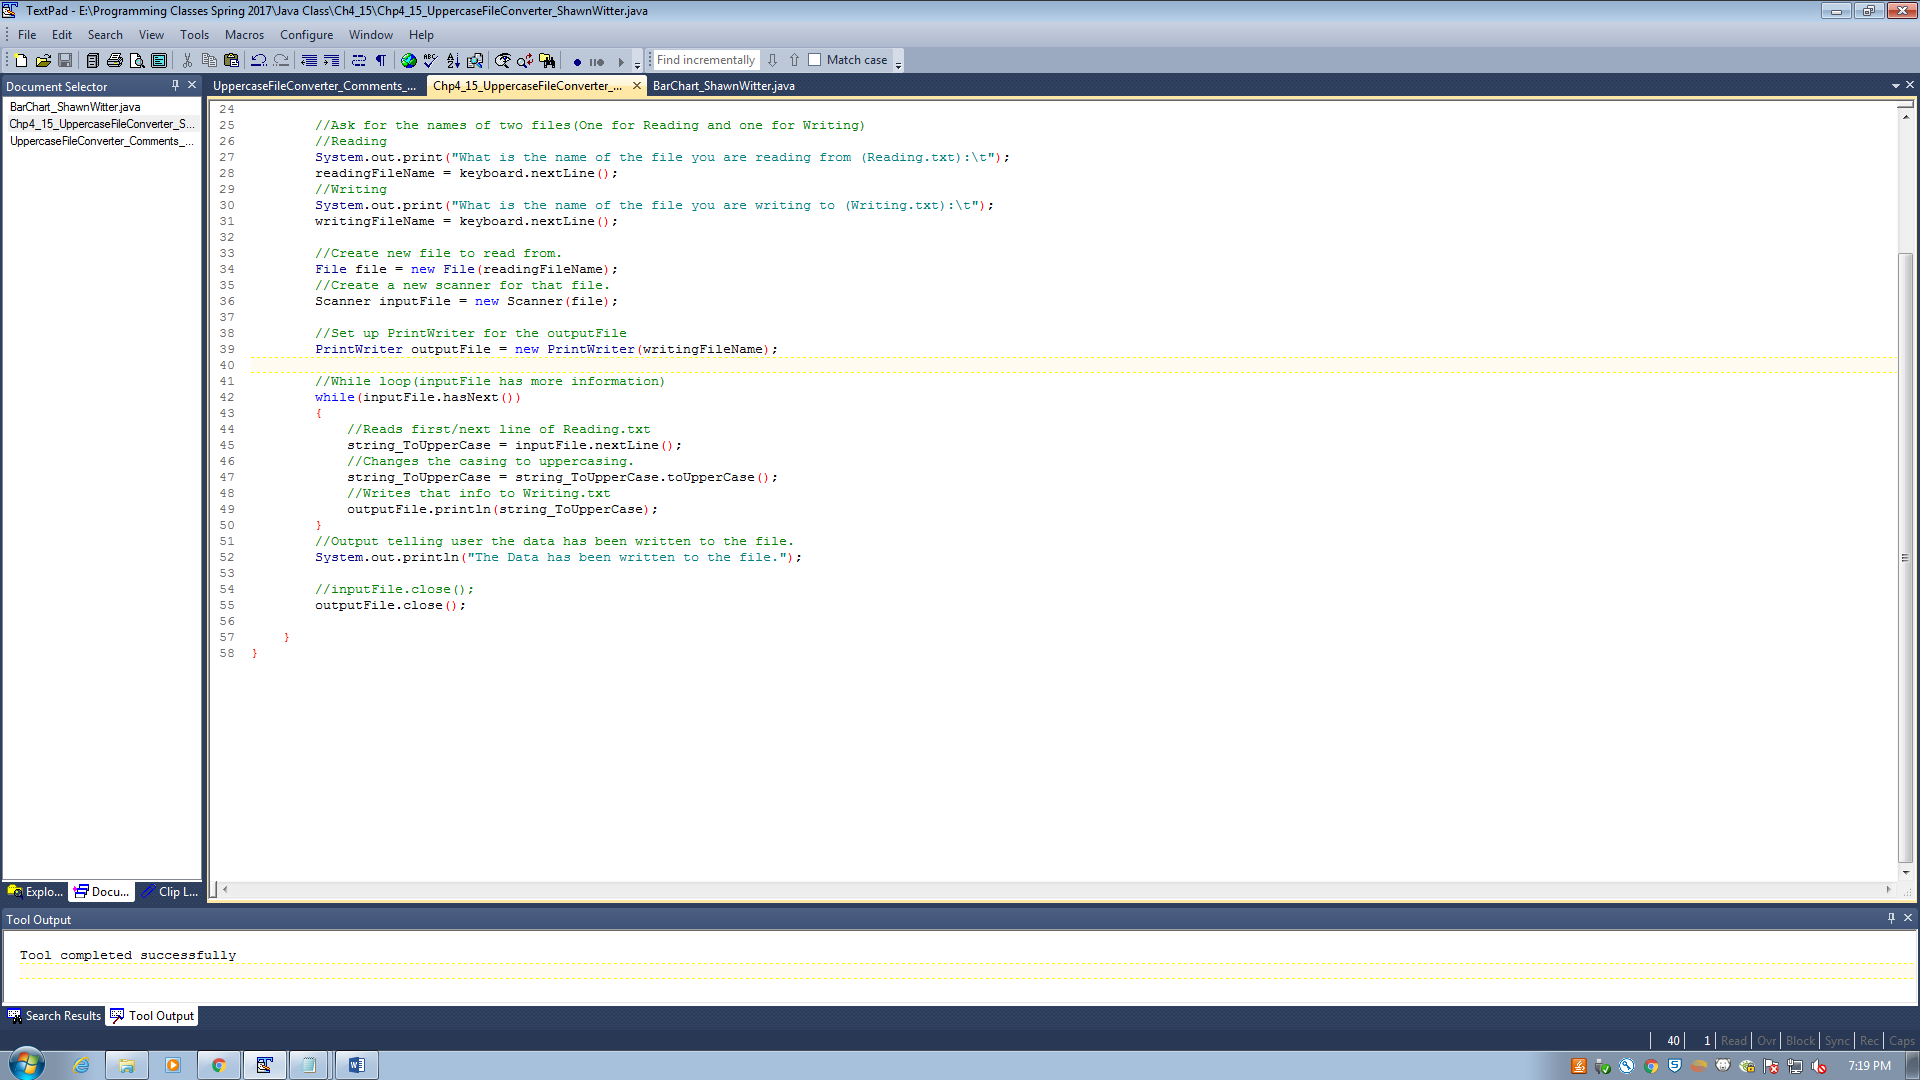 TextPad - E:\Programming Classes Spring 2017\Java Class\Ch4_15\Chp4_15_UppercaseFileConverter_ShawnWitter.java
File Edit Search View Tools Macros Configure Window Help
Find incrementally Match case
Document Selector
BarChart_ShawnWitter.java
Chp4_15_UppercaseFileConverter_S...
UppercaseFileConverter_Comments_...
Explo... Docu... Clip L...
UppercaseFileConverter_Comments_... Chp4_15_UppercaseFileConverter_... BarChart_ShawnWitter.java
24
25 //Ask for the names of two files(One for Reading and one for Writing)
26 //Reading
27 System.out.print("What is the name of the file you are reading from (Reading.txt):\t");
28 readingFileName = keyboard.nextLine();
29 //Writing
30 System.out.print("What is the name of the file you are writing to (Writing.txt):\t");
31 writingFileName = keyboard.nextLine();
32
33 //Create new file to read from.
34 File file = new File(readingFileName);
35 //Create a new scanner for that file.
36 Scanner inputFile = new Scanner(file);
37
38 //Set up PrintWriter for the outputFile
39 PrintWriter outputFile = new PrintWriter(writingFileName);
40
41 //While loop(inputFile has more information)
42 while(inputFile.hasNext())
43 {
44 //Reads first/next line of Reading.txt
45 string_ToUpperCase = inputFile.nextLine();
46 //Changes the casing to uppercasing.
47 string_ToUpperCase = string_ToUpperCase.toUpperCase();
48 //Writes that info to Writing.txt
49 outputFile.println(string_ToUpperCase);
50 }
51 //Output telling user the data has been written to the file.
52 System.out.println("The Data has been written to the file.");
53
54 //inputFile.close();
55 outputFile.close();
56
57 }
58 }
Tool Output
Tool completed successfully
Search Results Tool Output
40 1 Read Ovr Block Sync Rec Caps
7:19 PM